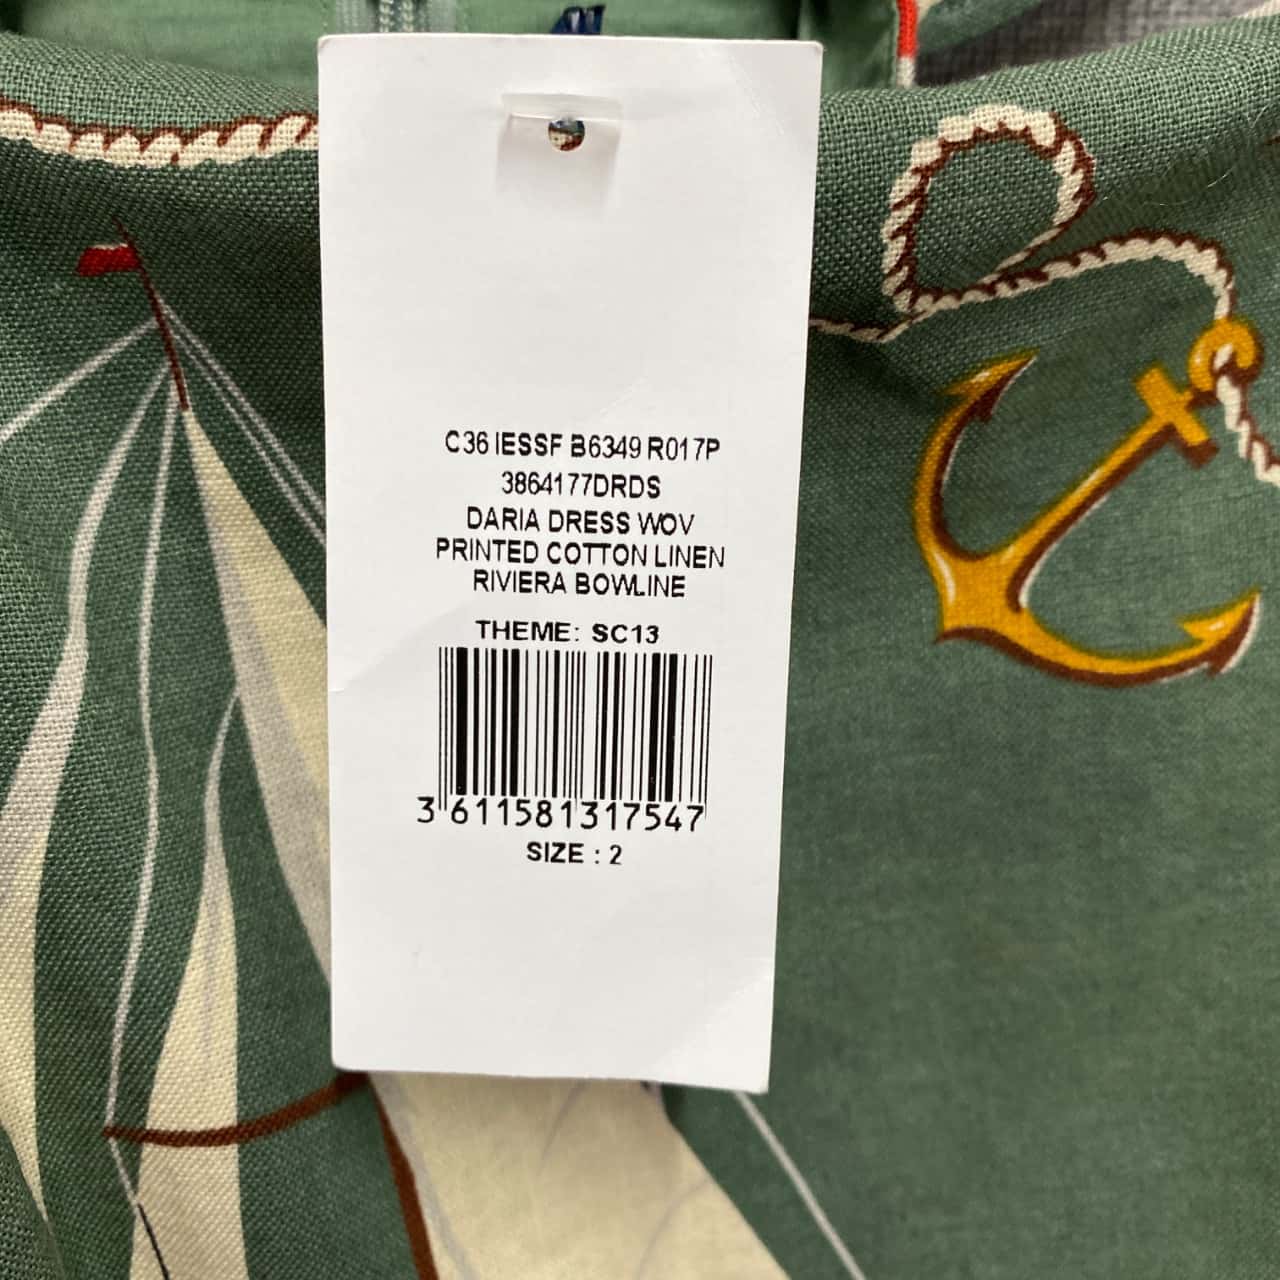 C36 IESSF B6349 R017P
3864177DRDS
DARIA DRESS WOV
PRINTED COTTON LINEN
RIVIERA BOWLINE
THEME: SC13
3 611581 317547
SIZE : 2